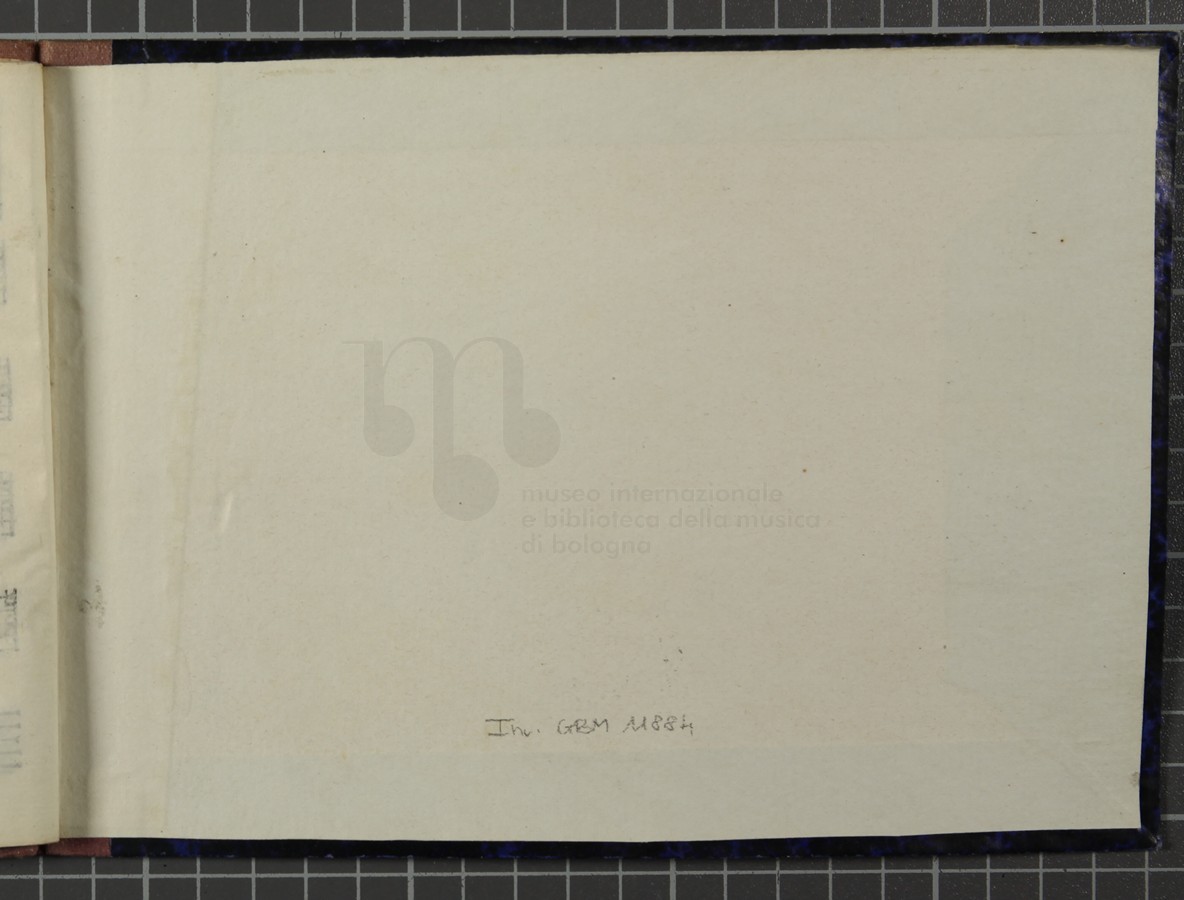 museo internazionale
e biblioteca della musica
di bologna
Inv. GBM 11884